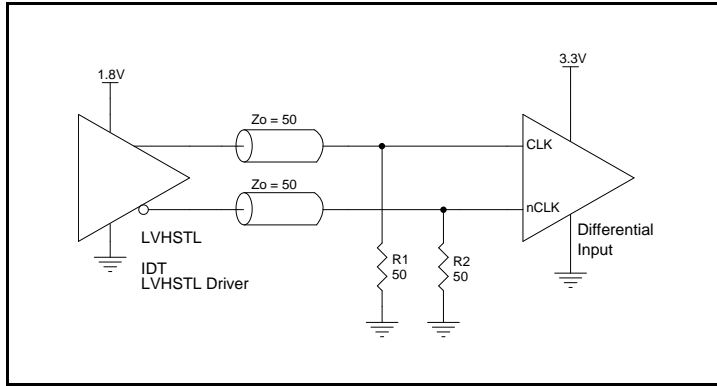 1.8V
3.3V
Zo = 50
CLK
Zo = 50
nCLK
LVHSTL
IDT
LVHSTL Driver
R1
50
R2
50
Differential
Input